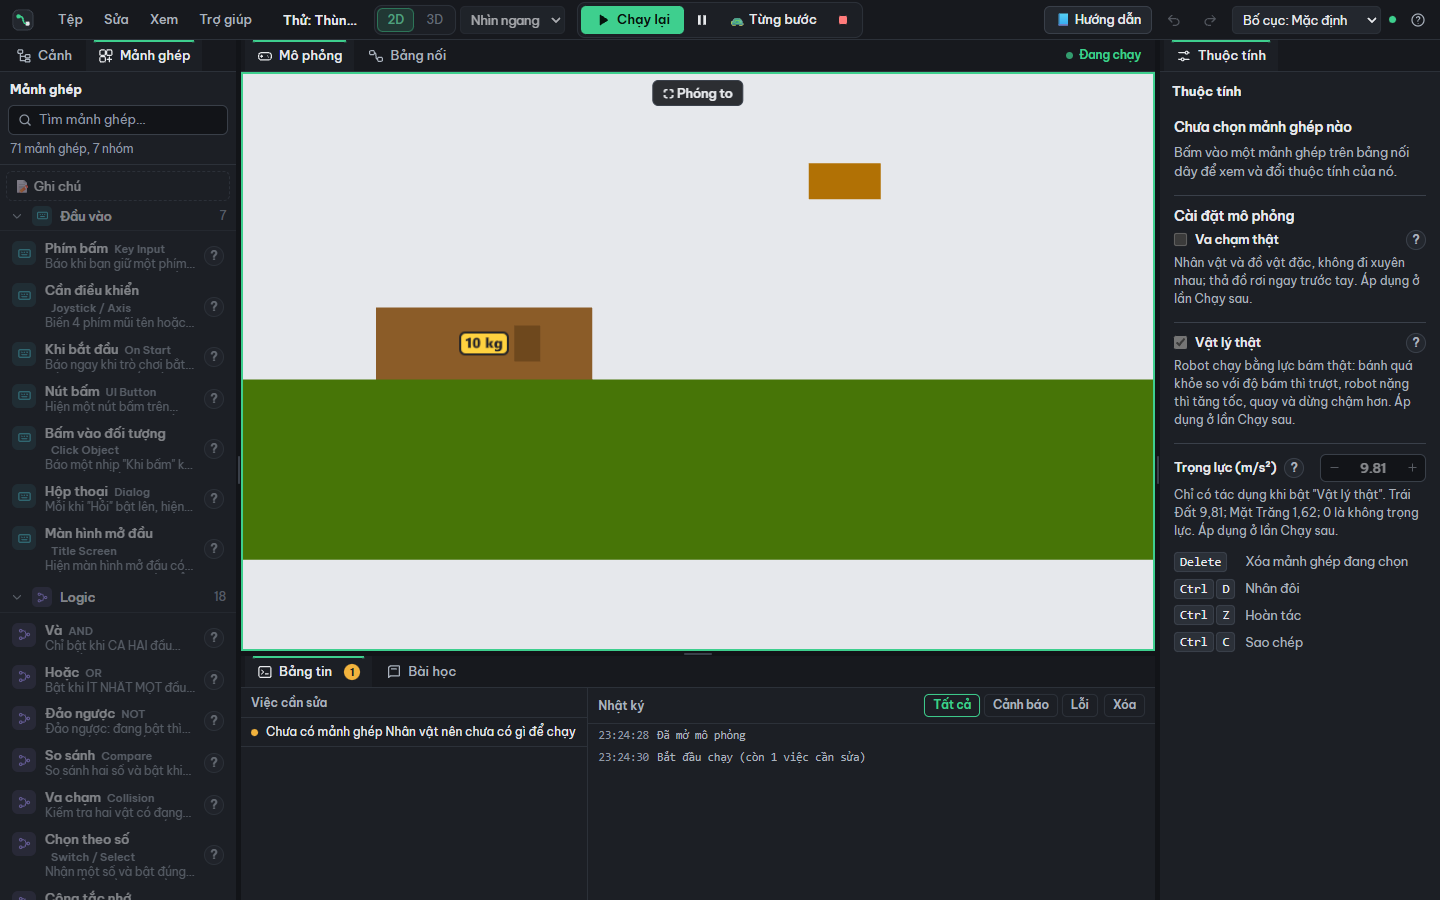 Tệp Sửa Xem Trợ giúp Thử: Thùn... 2D 3D Nhìn ngang Chạy lại Từng bước Hướng dẫn Bố cục: Mặc định
Cảnh Mảnh ghép
Mảnh ghép
Tìm mảnh ghép...
71 mảnh ghép, 7 nhóm
Ghi chú
Đầu vào 7
Phím bấm Key Input ?
Báo khi bạn giữ một phím...
Cần điều khiển
Joystick / Axis ?
Biến 4 phím mũi tên hoặc...
Khi bắt đầu On Start ?
Báo ngay khi trò chơi bắt...
Nút bấm UI Button ?
Hiện một nút bấm trên...
Bấm vào đối tượng
Click Object ?
Báo một nhịp "Khi bấm" k...
Hộp thoại Dialog ?
Mỗi khi "Hỏi" bật lên, hiện...
Màn hình mở đầu
Title Screen ?
Hiện màn hình mở đầu có...
Logic 18
Và AND ?
Chỉ bật khi CẢ HAI đầu...
Hoặc OR ?
Bật khi ÍT NHẤT MỘT đầu...
Đảo ngược NOT ?
Đảo ngược: đang bật thì...
So sánh Compare ?
So sánh hai số và bật khi...
Va chạm Collision ?
Kiểm tra hai vật có đang...
Chọn theo số
Switch / Select ?
Nhận một số và bật đúng...
Công tắc nhớ
Mô phỏng Bảng nối Đang chạy
Phóng to
10 kg
Bảng tin 1 Bài học
Việc cần sửa
Chưa có mảnh ghép Nhân vật nên chưa có gì để chạy
Nhật ký Tất cả Cảnh báo Lỗi Xóa
23:24:28 Đã mở mô phỏng
23:24:30 Bắt đầu chạy (còn 1 việc cần sửa)
Thuộc tính
Thuộc tính
Chưa chọn mảnh ghép nào
Bấm vào một mảnh ghép trên bảng nối
dây để xem và đổi thuộc tính của nó.
Cài đặt mô phỏng
Va chạm thật ?
Nhân vật và đồ vật đặc, không đi xuyên
nhau; thả đồ rơi ngay trước tay. Áp dụng ở
lần Chạy sau.
Vật lý thật ?
Robot chạy bằng lực bám thật: bánh quá
khỏe so với độ bám thì trượt, robot nặng
thì tăng tốc, quay và dừng chậm hơn. Áp
dụng ở lần Chạy sau.
Trọng lực (m/s²) ? − 9.81 +
Chỉ có tác dụng khi bật "Vật lý thật". Trái
Đất 9,81; Mặt Trăng 1,62; 0 là không trọng
lực. Áp dụng ở lần Chạy sau.
Delete Xóa mảnh ghép đang chọn
Ctrl D Nhân đôi
Ctrl Z Hoàn tác
Ctrl C Sao chép